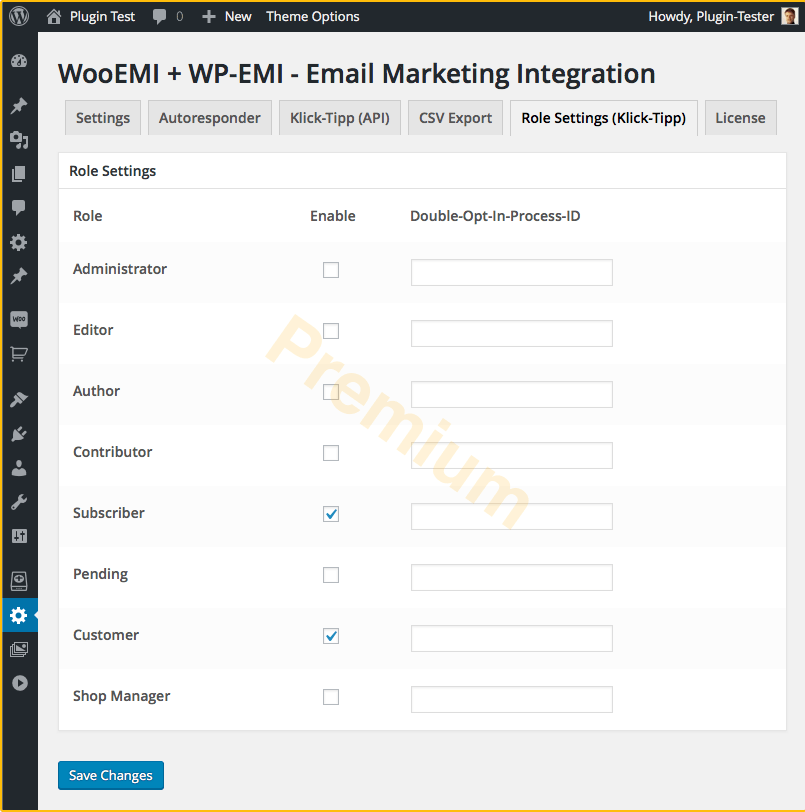 Plugin Test 0 New Theme Options Howdy, Plugin-Tester
WooEMI + WP-EMI - Email Marketing Integration
Settings Autoresponder Klick-Tipp (API) CSV Export Role Settings (Klick-Tipp) License
Role Settings
Role Enable Double-Opt-In-Process-ID
Administrator
Editor
Author
Contributor
Subscriber
Pending
Customer
Shop Manager
Premium
Save Changes
WOO